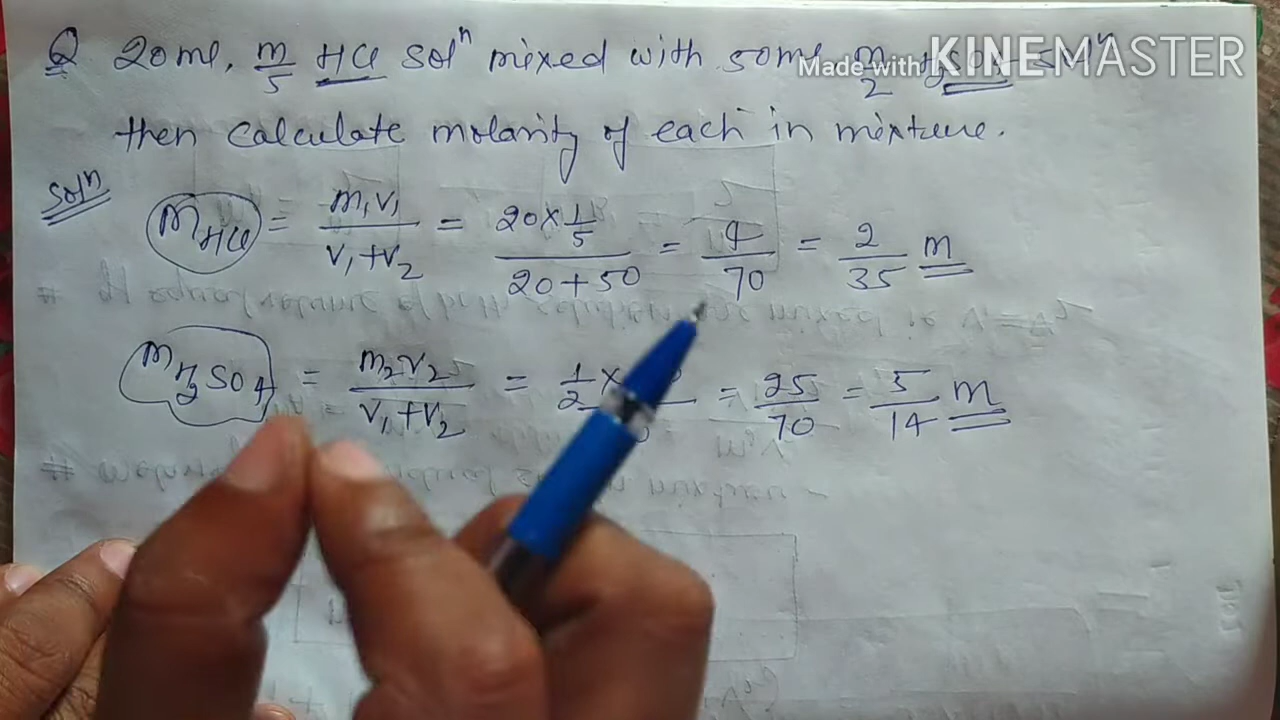 Q 20ml, m/5 HCl solⁿ mixed with 50ml m/2
Made with KINEMASTER
then calculate molarity of each in mixture.
Solⁿ
M HCl = m₁v₁/v₁+v₂ = 20×1/5/20+50 = 4/70 = 2/35 m
m H₂SO₄ = m₂v₂/v₁+v₂ = 1/2 × = 25/70 = 5/14 m